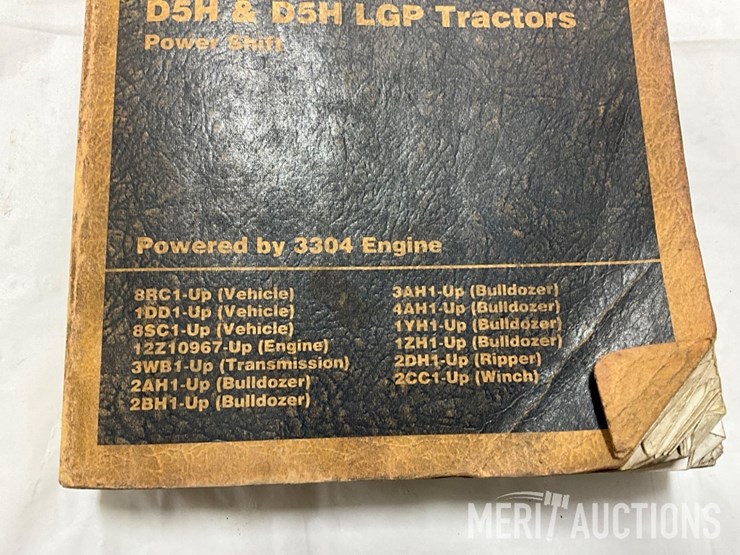 D5H & D5H LGP Tractors
Power Shift
Powered by 3304 Engine
8RC1-Up (Vehicle)
1DD1-Up (Vehicle)
8SC1-Up (Vehicle)
12Z10967-Up (Engine)
3WB1-Up (Transmission)
2AH1-Up (Bulldozer)
2BH1-Up (Bulldozer)
3AH1-Up (Bulldozer)
4AH1-Up (Bulldozer)
1YH1-Up (Bulldozer)
1ZH1-Up (Bulldozer)
2DH1-Up (Ripper)
2CC1-Up (Winch)
MERIT AUCTIONS